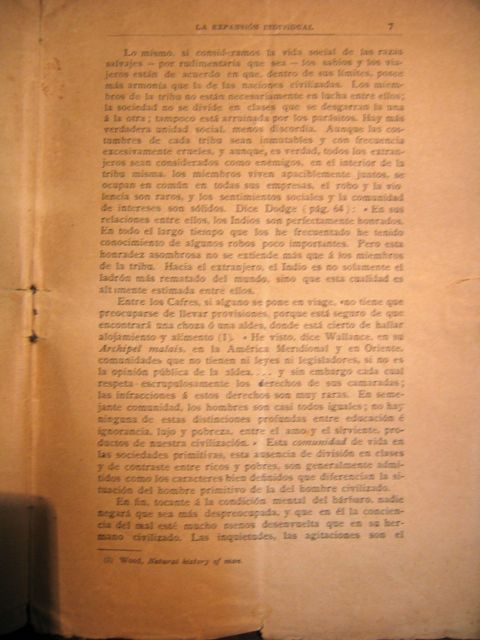 LA EXPANSIÓN INDIVIDUAL 7
Lo mismo, si consideramos la vida social de las razas
salvajes — por rudimentaria que sea — los sabios y los via-
jeros están de acuerdo en que, dentro de sus límites, posee
más armonía que la de las naciones civilizadas. Los miem-
bros de la tribu no están necesariamente en lucha entre ellos;
la sociedad no se divide en clases que se desgarran la una
á la otra; tampoco está arruinada por los parásitos. Hay más
verdadera unidad social, menos discordia. Aunque las cos-
tumbres de cada tribu sean inmutables y con frecuencia
excesivamente crueles, y aunque, es verdad, todos los extran-
jeros sean considerados como enemigos, en el interior de la
tribu misma, los miembros viven apaciblemente juntos, se
ocupan en común en todas sus empresas, el robo y la vio-
lencia son raros, y los sentimientos sociales y la comunidad
de intereses son sólidos. Dice Dodge (pág. 64): « En sus
relaciones entre ellos, los Indios son perfectamente honrados.
En todo el largo tiempo que los he frecuentado he tenido
conocimiento de algunos robos poco importantes. Pero esta
honradez asombrosa no se extiende más que á los miembros
de la tribu. Hacia el extranjero, el Indio es no solamente el
ladrón más rematado del mundo, sino que esta cualidad es
altamente estimada entre ellos.
Entre los Cafres, si alguno se pone en viage, «no tiene que
preocuparse de llevar provisiones, porque está seguro de que
encontrará una choza ó una aldea, donde está cierto de hallar
alojamiento y alimento (1). « He visto, dice Wallance, en su
Archipel malais, en la América Meridional y en Oriente,
comunidades que no tienen ni leyes ni legisladores, si no es
la opinión pública de la aldea.... y sin embargo cada cual
respeta escrupulosamente los derechos de sus camaradas;
las infracciones á estos derechos son muy raras. En seme-
jante comunidad, los hombres son casi todos iguales; no hay
ninguna de estas distinciones profundas entre educación é
ignorancia, lujo y pobreza, entre el amo y el sirviente, pro-
ductos de nuestra civilización. » Esta comunidad de vida en
las sociedades primitivas, esta ausencia de división en clases
y de contraste entre ricos y pobres, son generalmente admi-
tidos como los caracteres bien definidos que diferencian la si-
tuación del hombre primitivo de la del hombre civilizado.
En fin, tocante á la condición mental del bárbaro, nadie
negará que sea más despreocupada, y que en él la concien-
cia del mal esté mucho menos desenvuelta que en su her-
mano civilizado. Las inquietudes, las agitaciones son el
(1) Wood, Natural history of man.